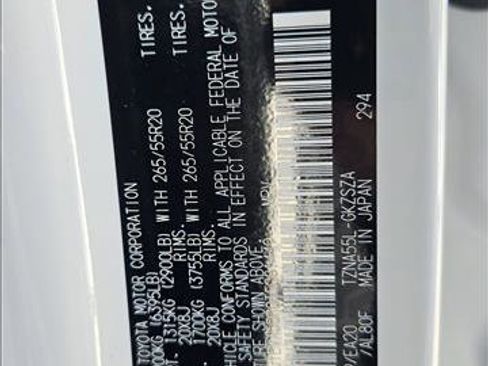 TOYOTA MOTOR CORPORATION
00KG (6395LB)
T. 1315KG (2900LB) WITH 265/55R20 TIRES.
20X8J RIMS.
1700KG (3755LB) WITH 265/55R20 TIRES.
20X8J RIMS.
HICLE CONFORMS TO ALL APPLICABLE FEDERAL MOTO
SAFETY STANDARDS IN EFFECT ON THE DATE OF
TURE SHOWN ABOVE.
/EA20 TZNA55L-GKZSZA
/AL80F MADE IN JAPAN 294